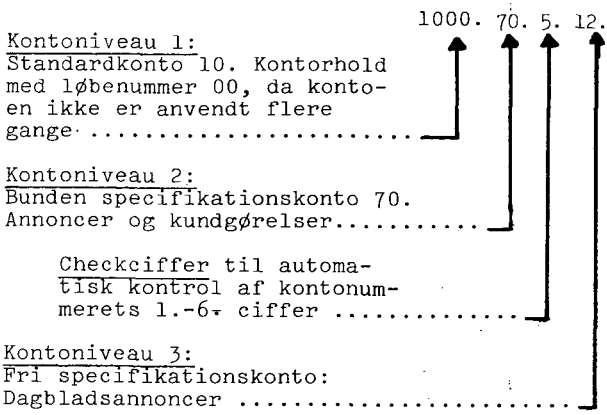 1000. 70. 5. 12.
Kontoniveau 1:
Standardkonto 10. Kontorhold
med løbenummer 00, da konto-
en ikke er anvendt flere
gange ........................
Kontoniveau 2:
Bunden specifikationskonto 70.
Annoncer og kundgørelser...........
Checkciffer til automa-
tisk kontrol af kontonum-
merets 1.-6. ciffer ..............
Kontoniveau 3:
Fri specifikationskonto:
Dagbladsannoncer ........................